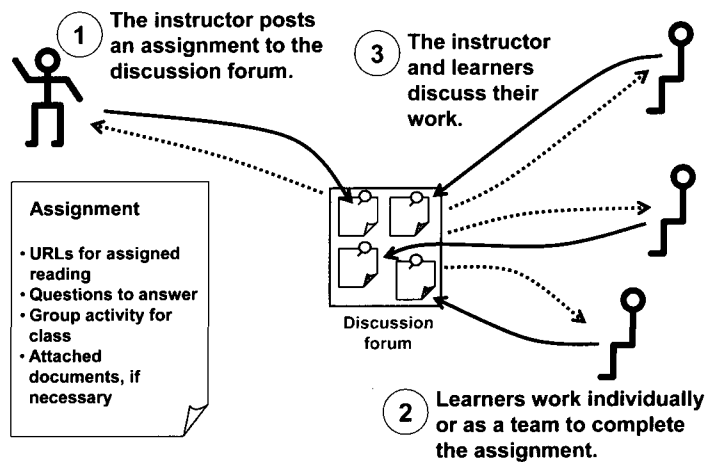 1
The instructor posts
an assignment to the
discussion forum.
3
The instructor
and learners
discuss their
work.
Assignment
• URLs for assigned
reading
• Questions to answer
• Group activity for
class
• Attached
documents, if
necessary
Discussion
forum
2
Learners work individually
or as a team to complete
the assignment.